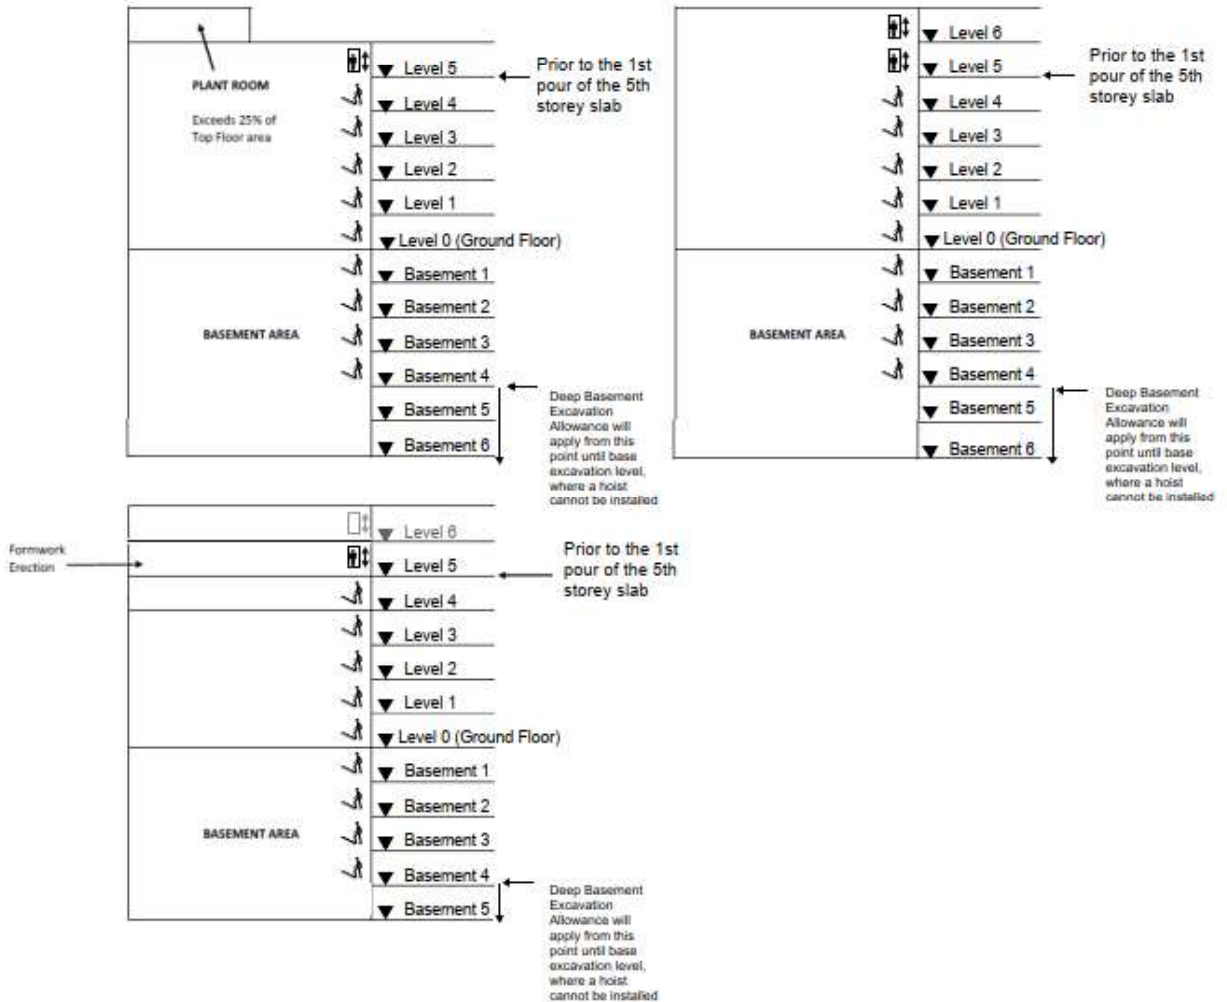 PLANT ROOM
Exceeds 25% of
Top Floor area
Level 5
Level 4
Level 3
Level 2
Level 1
Level 0 (Ground Floor)
Basement 1
Basement 2
Basement 3
Basement 4
Basement 5
Basement 6
BASEMENT AREA
Prior to the 1st
pour of the 5th
storey slab
Deep Basement
Excavation
Allowance will
apply from this
point until base
excavation level,
where a hoist
cannot be installed
Level 6
Level 5
Level 4
Level 3
Level 2
Level 1
Level 0 (Ground Floor)
Basement 1
Basement 2
Basement 3
Basement 4
Basement 5
Basement 6
BASEMENT AREA
Prior to the 1st
pour of the 5th
storey slab
Deep Basement
Excavation
Allowance will
apply from this
point until base
excavation level,
where a hoist
cannot be installed
Formwork
Erection
Level 6
Level 5
Level 4
Level 3
Level 2
Level 1
Level 0 (Ground Floor)
Basement 1
Basement 2
Basement 3
Basement 4
Basement 5
BASEMENT AREA
Prior to the 1st
pour of the 5th
storey slab
Deep Basement
Excavation
Allowance will
apply from this
point until base
excavation level,
where a hoist
cannot be installed